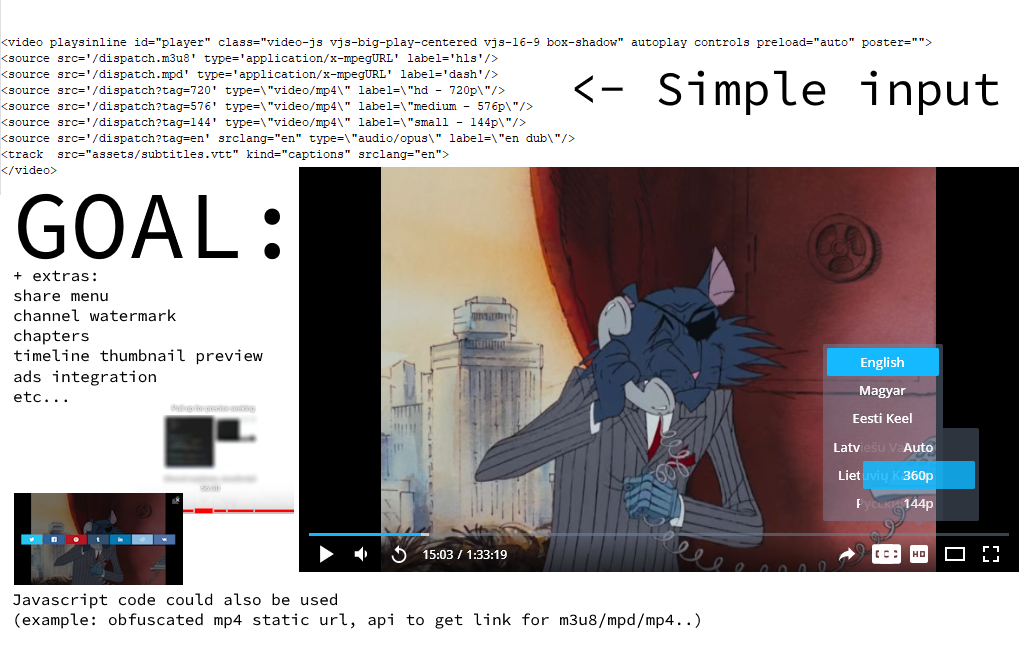 <video playsinline id="player" class="video-js vjs-big-play-centered vjs-16-9 box-shadow" autoplay controls preload="auto" poster="">
<source src='/dispatch.m3u8' type='application/x-mpegURL' label='hls'/>
<source src='/dispatch.mpd' type='application/x-mpegURL' label='dash'/>
<source src='/dispatch?tag=720' type=\"video/mp4\" label=\"hd - 720p\"/>
<source src='/dispatch?tag=576' type=\"video/mp4\" label=\"medium - 576p\"/>
<source src='/dispatch?tag=144' type=\"video/mp4\" label=\"small - 144p\"/>
<source src='/dispatch?tag=en' srclang="en" type=\"audio/opus\" label=\"en dub\"/>
<track  src="assets/subtitles.vtt" kind="captions" srclang="en">
</video>
<- Simple input
GOAL:
+ extras:
share menu
channel watermark
chapters
timeline thumbnail preview
ads integration
etc...
English
Magyar
Eesti Keel
Auto
360p
144p
15:03 / 1:33:19
HD
Javascript code could also be used
(example: obfuscated mp4 static url, api to get link for m3u8/mpd/mp4..)